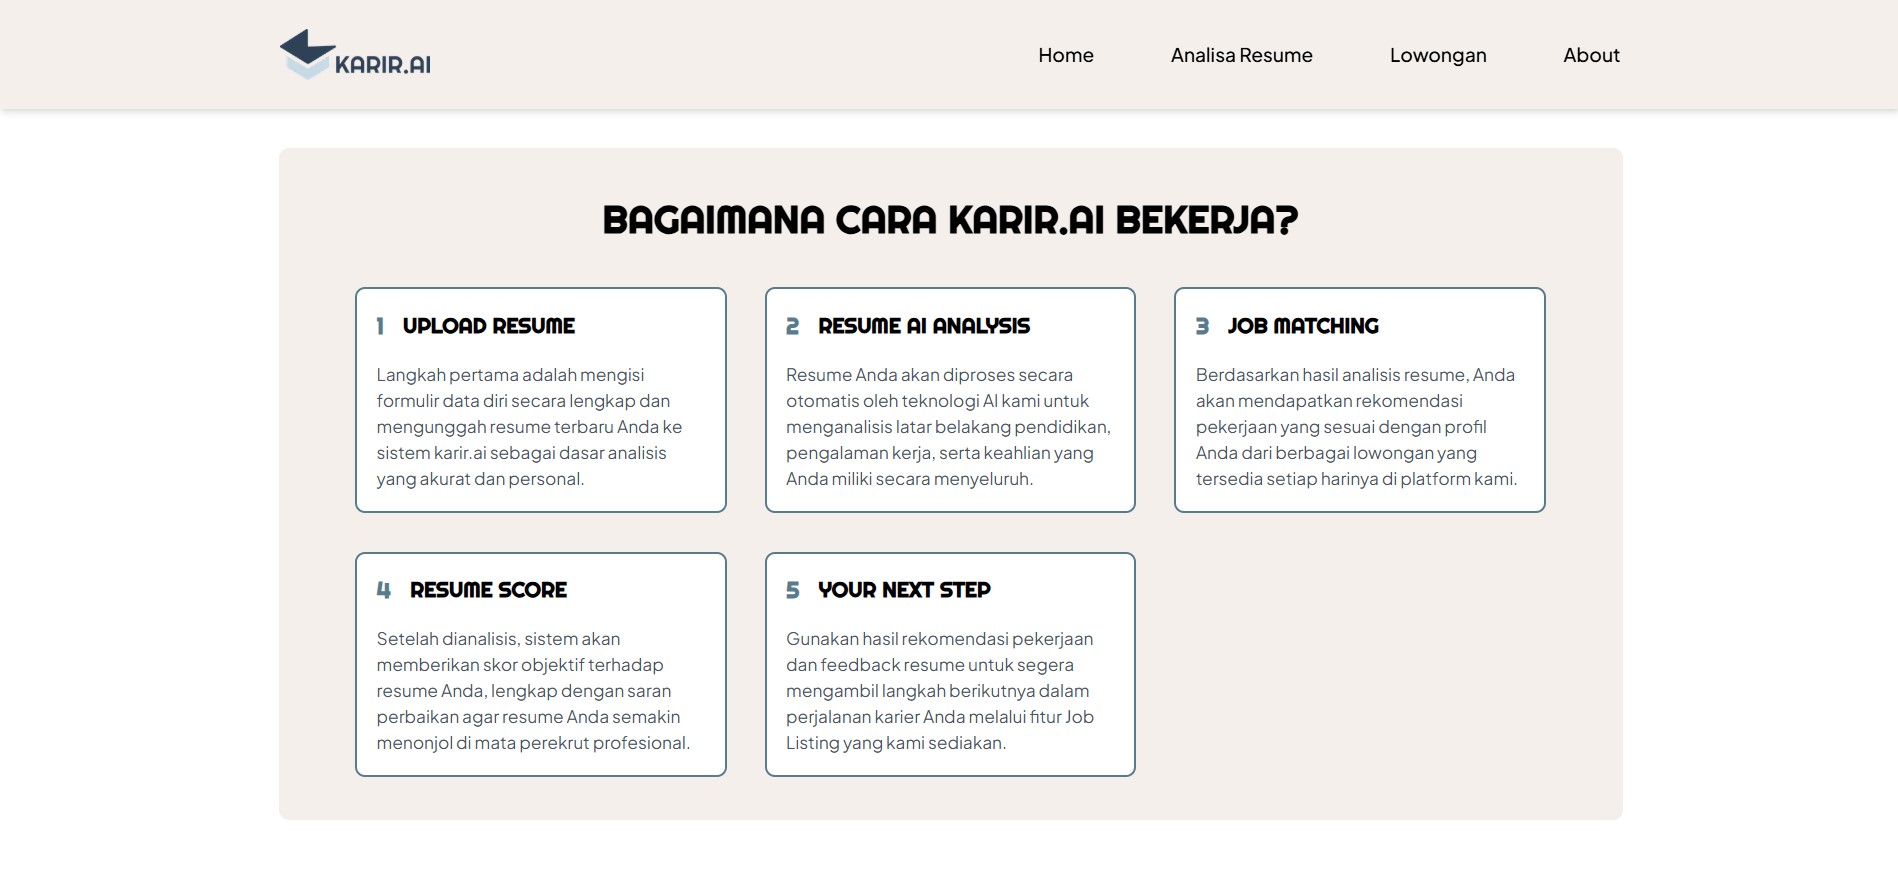 KARIR.AI
Home
Analisa Resume
Lowongan
About
BAGAIMANA CARA KARIR.AI BEKERJA?
1 UPLOAD RESUME
Langkah pertama adalah mengisi
formulir data diri secara lengkap dan
mengunggah resume terbaru Anda ke
sistem karir.ai sebagai dasar analisis
yang akurat dan personal.
2 RESUME AI ANALYSIS
Resume Anda akan diproses secara
otomatis oleh teknologi AI kami untuk
menganalisis latar belakang pendidikan,
pengalaman kerja, serta keahlian yang
Anda miliki secara menyeluruh.
3 JOB MATCHING
Berdasarkan hasil analisis resume, Anda
akan mendapatkan rekomendasi
pekerjaan yang sesuai dengan profil
Anda dari berbagai lowongan yang
tersedia setiap harinya di platform kami.
4 RESUME SCORE
Setelah dianalisis, sistem akan
memberikan skor objektif terhadap
resume Anda, lengkap dengan saran
perbaikan agar resume Anda semakin
menonjol di mata perekrut profesional.
5 YOUR NEXT STEP
Gunakan hasil rekomendasi pekerjaan
dan feedback resume untuk segera
mengambil langkah berikutnya dalam
perjalanan karier Anda melalui fitur Job
Listing yang kami sediakan.